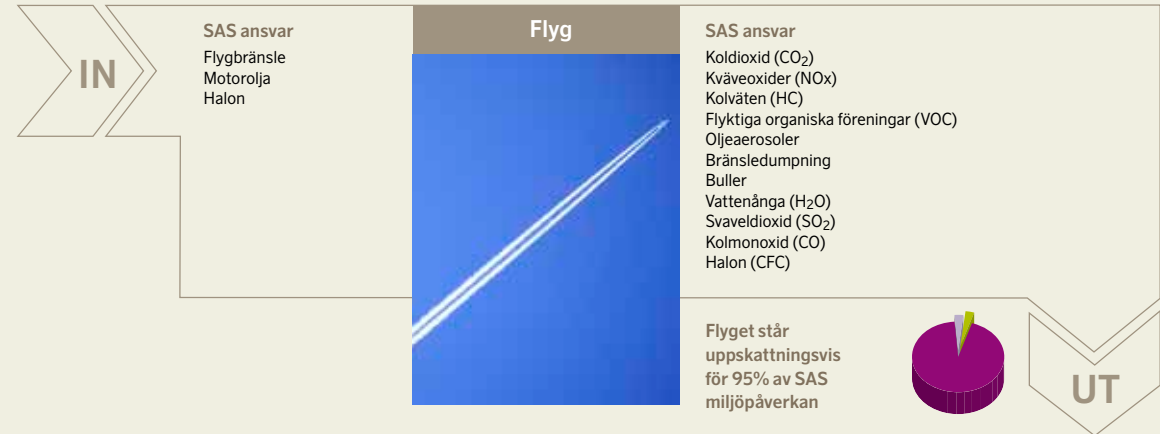 IN
SAS ansvar
Flygbränsle
Motorolja
Halon
Flyg
SAS ansvar
Koldioxid (CO₂)
Kväveoxider (NOx)
Kolväten (HC)
Flyktiga organiska föreningar (VOC)
Oljeaerosoler
Bränsledumpning
Buller
Vattenånga (H₂O)
Svaveldioxid (SO₂)
Kolmonoxid (CO)
Halon (CFC)
Flyget står
uppskattningsvis
för 95% av SAS
miljöpåverkan
UT